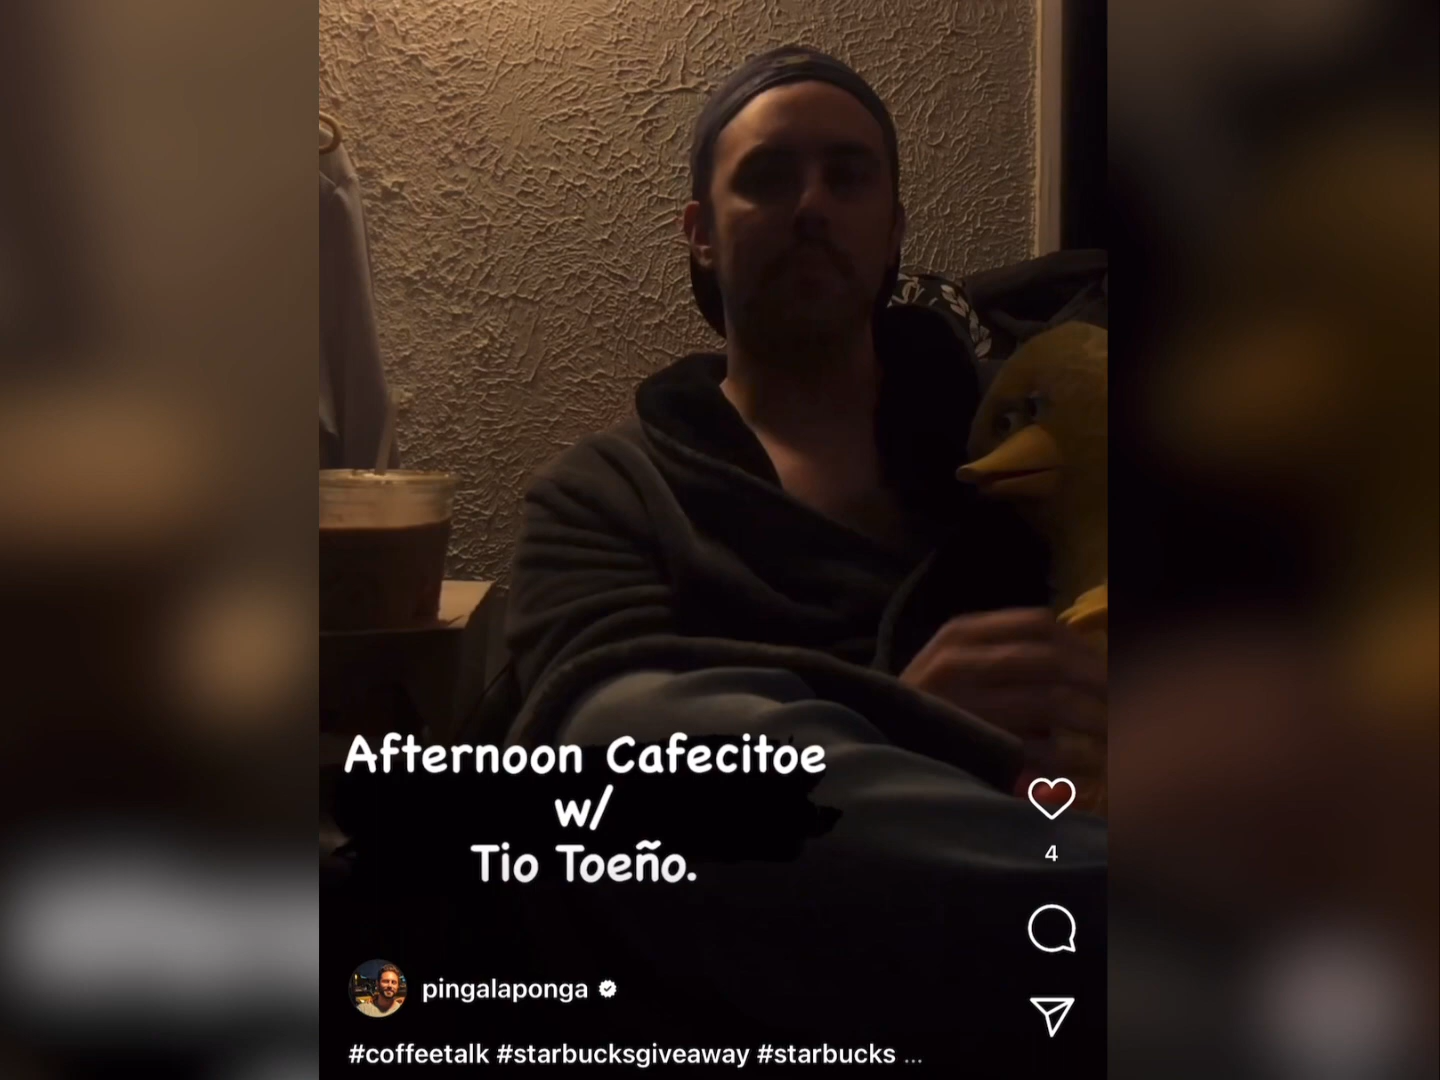 Afternoon Cafecitoe
w/
Tio Toeño.
4
pingalaponga
#coffeetalk #starbucksgiveaway #starbucks ...